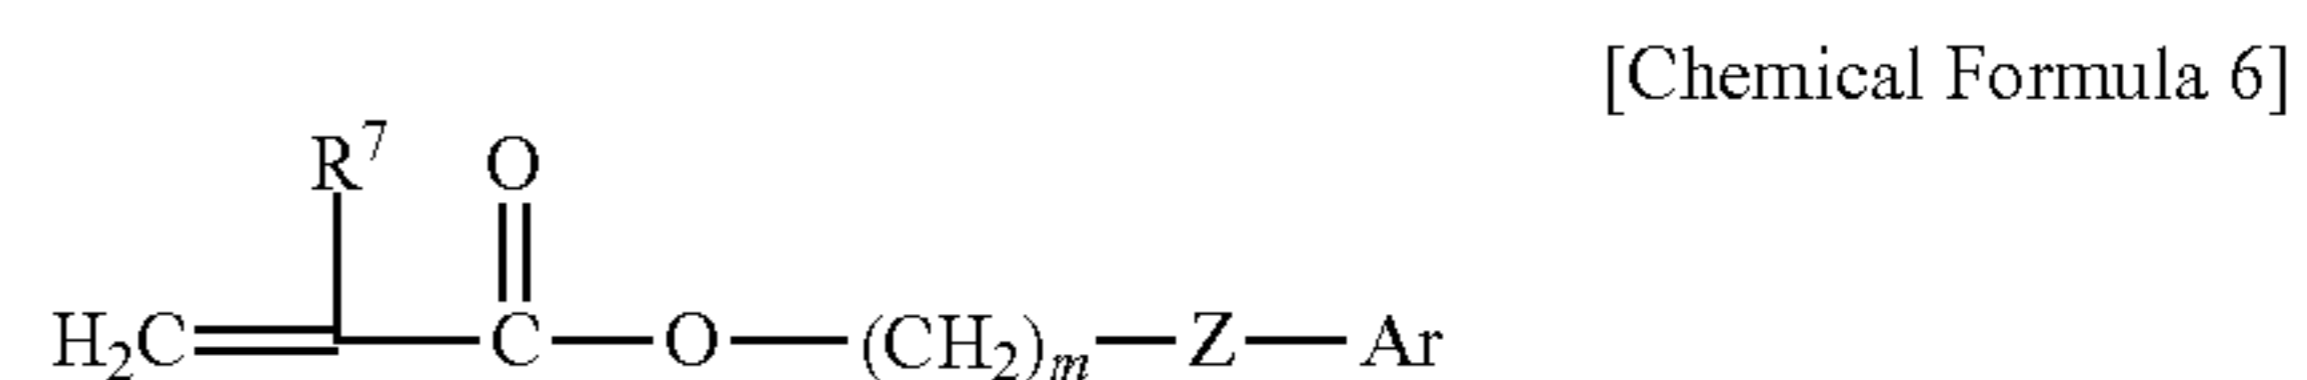 [Chemical Formula 6]
R⁷ O
H₂C C O (CH₂)ₘ Z Ar